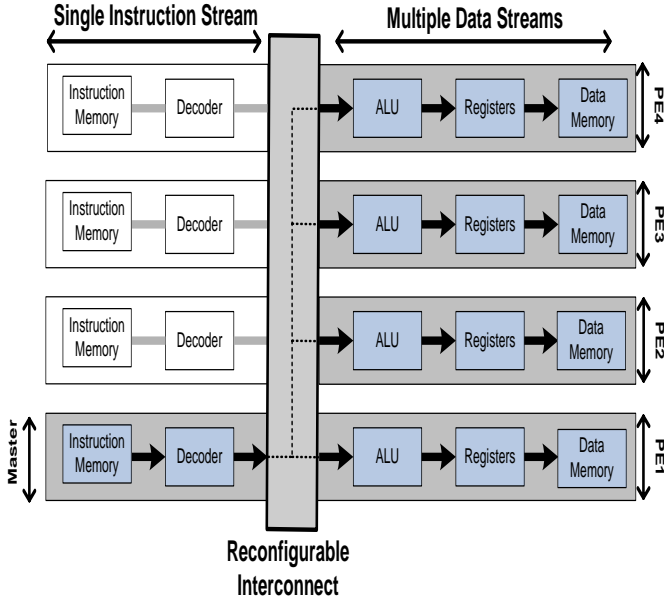 Single Instruction Stream
Multiple Data Streams
Instruction
Memory
Decoder
ALU
Registers
Data
Memory
PE4
Instruction
Memory
Decoder
ALU
Registers
Data
Memory
PE3
Instruction
Memory
Decoder
ALU
Registers
Data
Memory
PE2
Master
Instruction
Memory
Decoder
ALU
Registers
Data
Memory
PE1
Reconfigurable
Interconnect